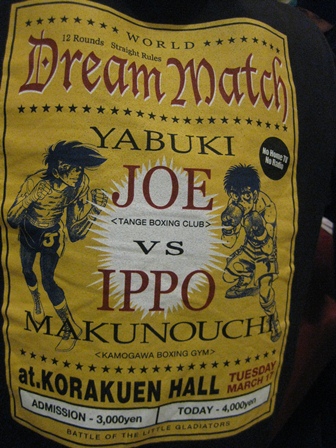 WORLD
12 Rounds Straight Rules
Dream Match
YABUKI
No Home TV
No Radio
JOE
<TANGE BOXING CLUB>
VS
IPPO
MAKUNOUCHI
<KAMOGAWA BOXING GYM>
at.KORAKUEN HALL
TUESDAY
MARCH
ADMISSION - 3,000yen
TODAY - 4,000yen
BATTLE OF THE LITTLE GLADIATORS